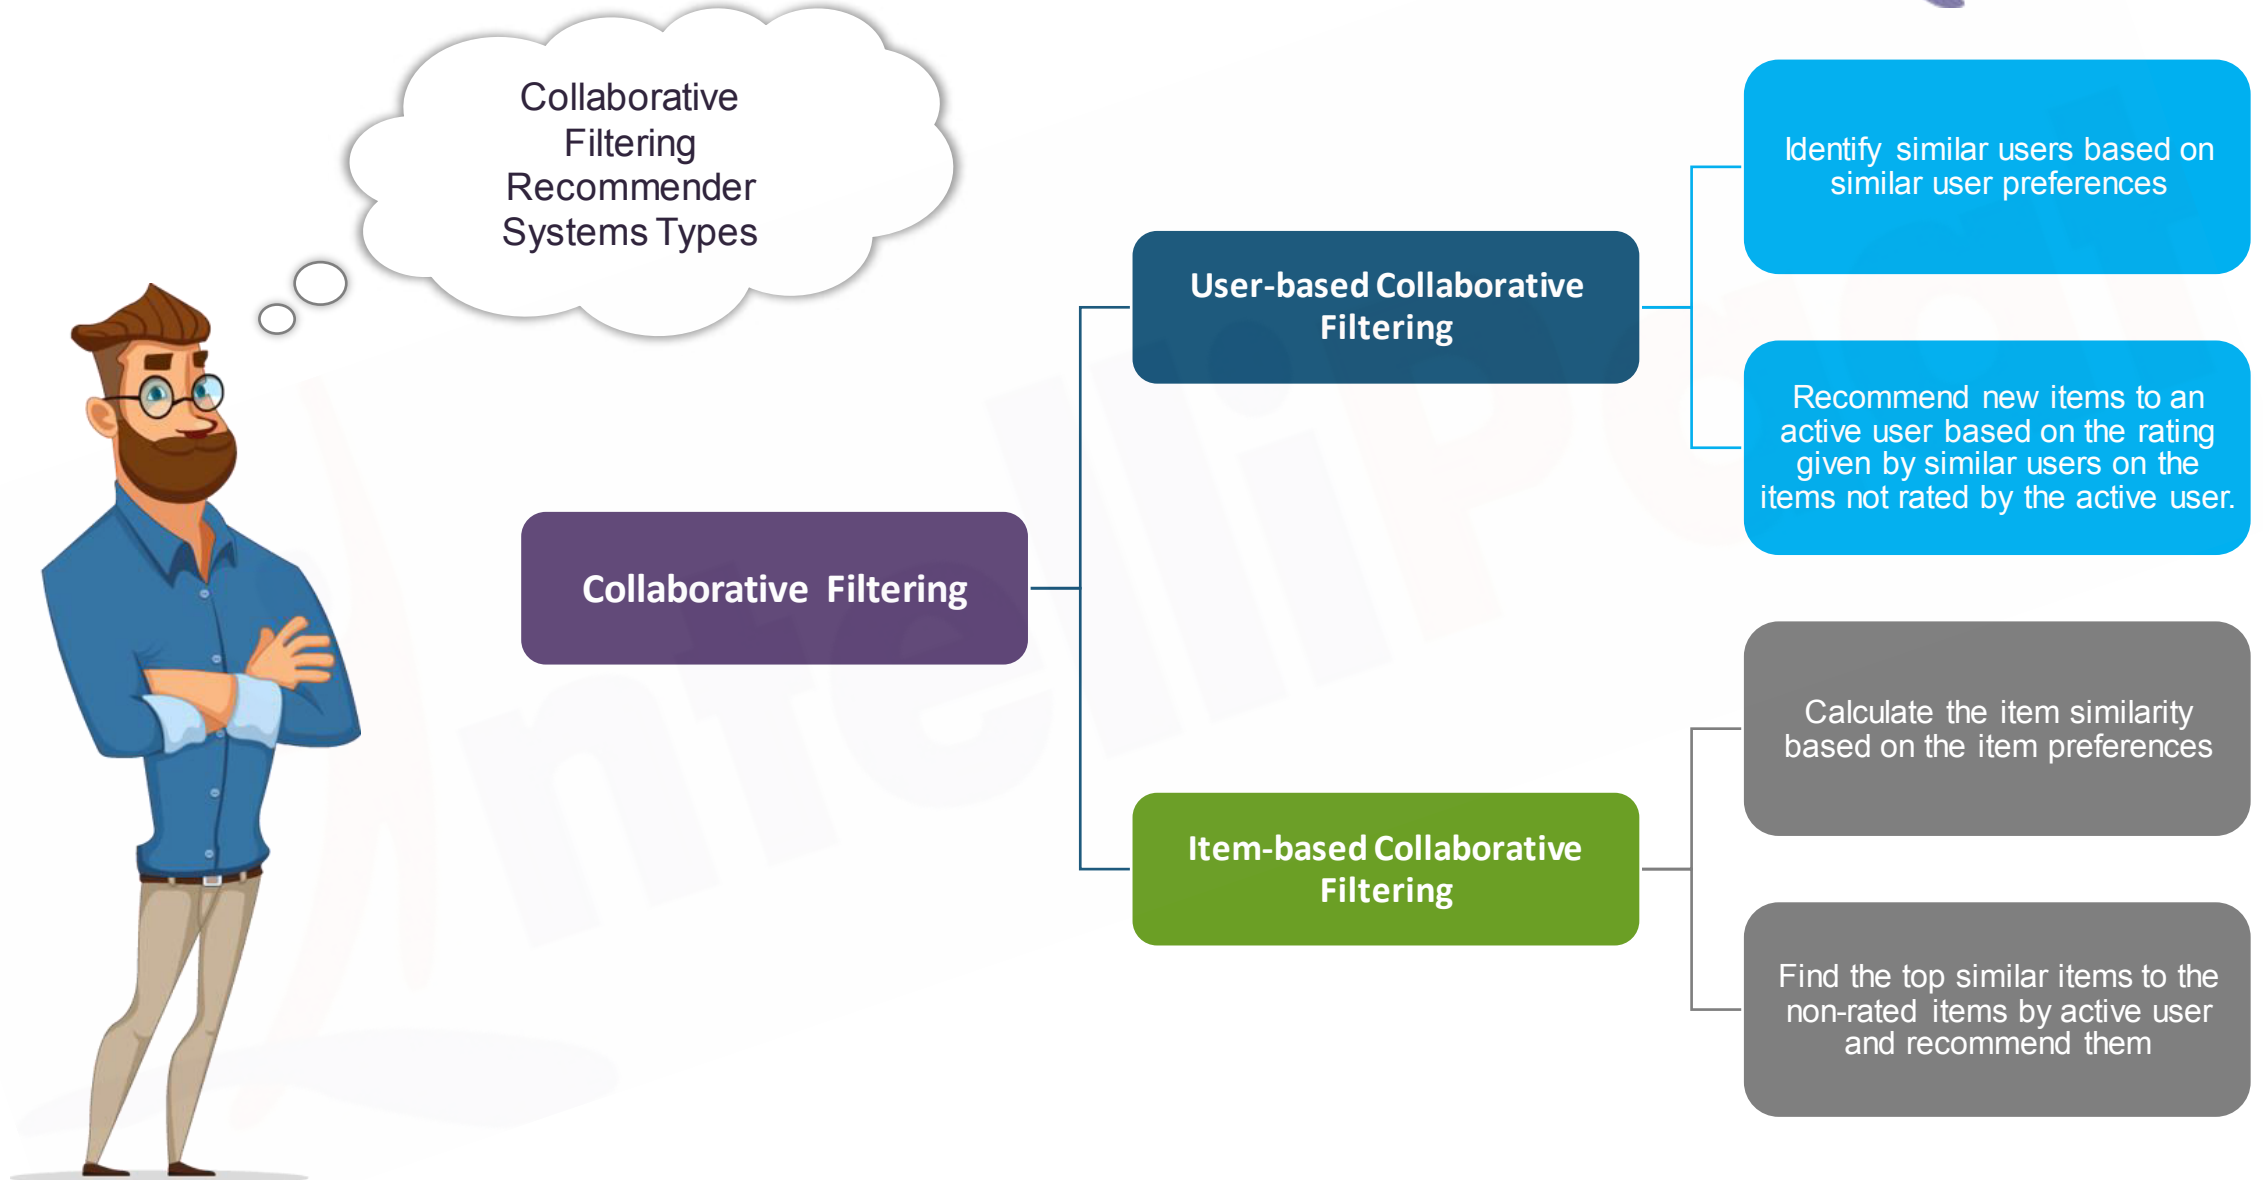 Collaborative
Filtering
Recommender
Systems Types
Collaborative Filtering
User-based Collaborative
Filtering
Identify similar users based on
similar user preferences
Recommend new items to an
active user based on the rating
given by similar users on the
items not rated by the active user.
Item-based Collaborative
Filtering
Calculate the item similarity
based on the item preferences
Find the top similar items to the
non-rated items by active user
and recommend them